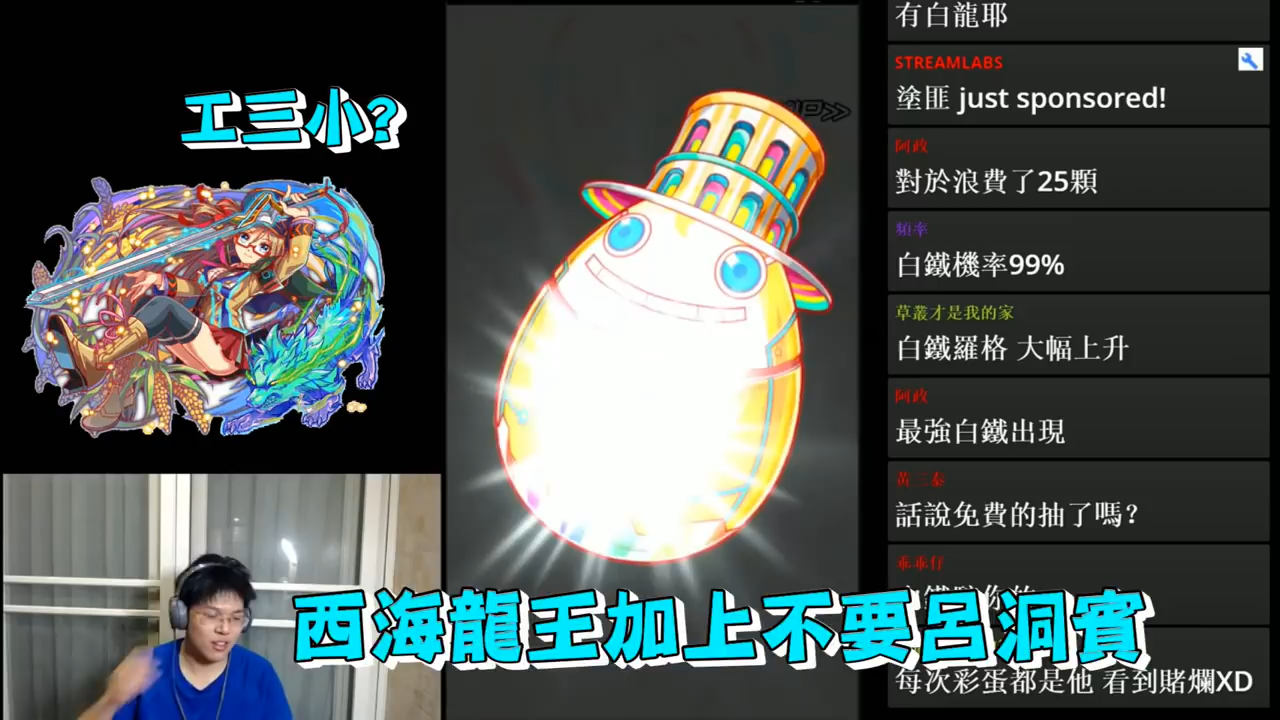 工三小?
西海龍王加上不要呂洞賓
有白龍耶
STREAMLABS
塗匪 just sponsored!
阿政
對於浪費了25顆
頻率
白鐵機率99%
草叢才是我的家
白鐵羅格 大幅上升
阿政
最強白鐵出現
黃三泰
話說免費的抽了嗎?
乖乖仔
每次彩蛋都是他 看到賭爛XD